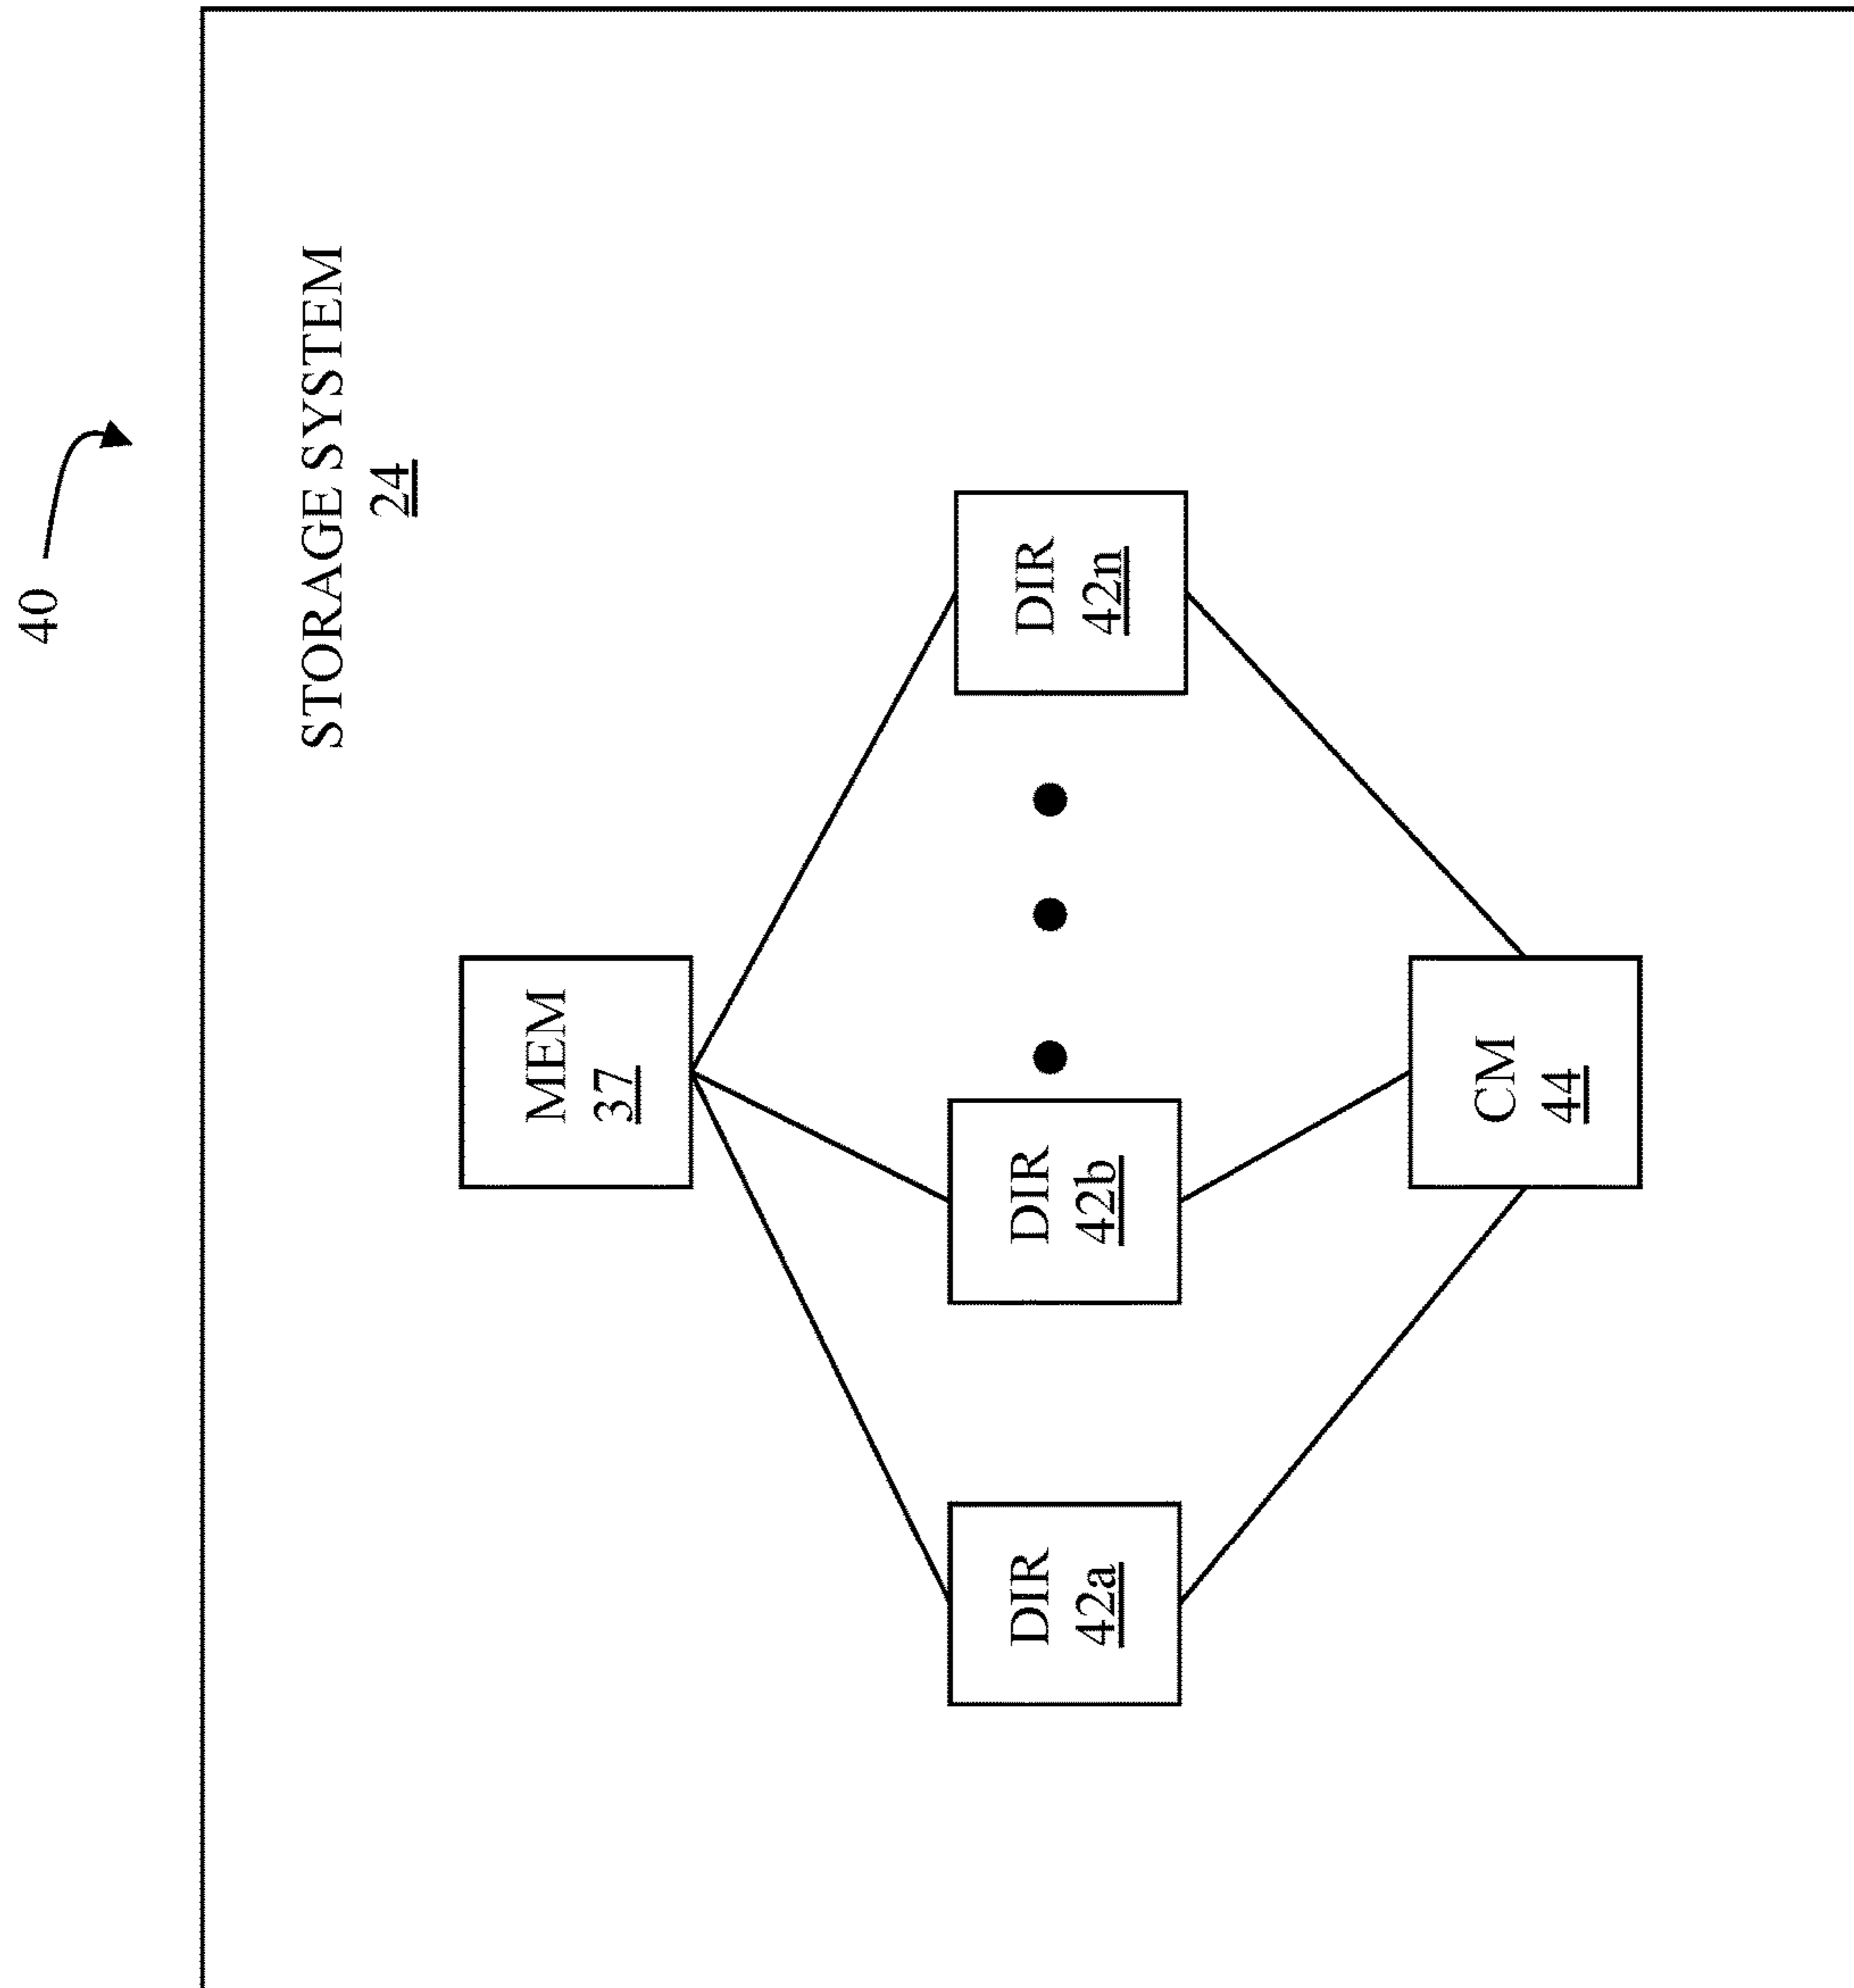 40
STORAGE SYSTEM
24
MEM
37
DIR
42a
DIR
42b
DIR
42n
CM
44